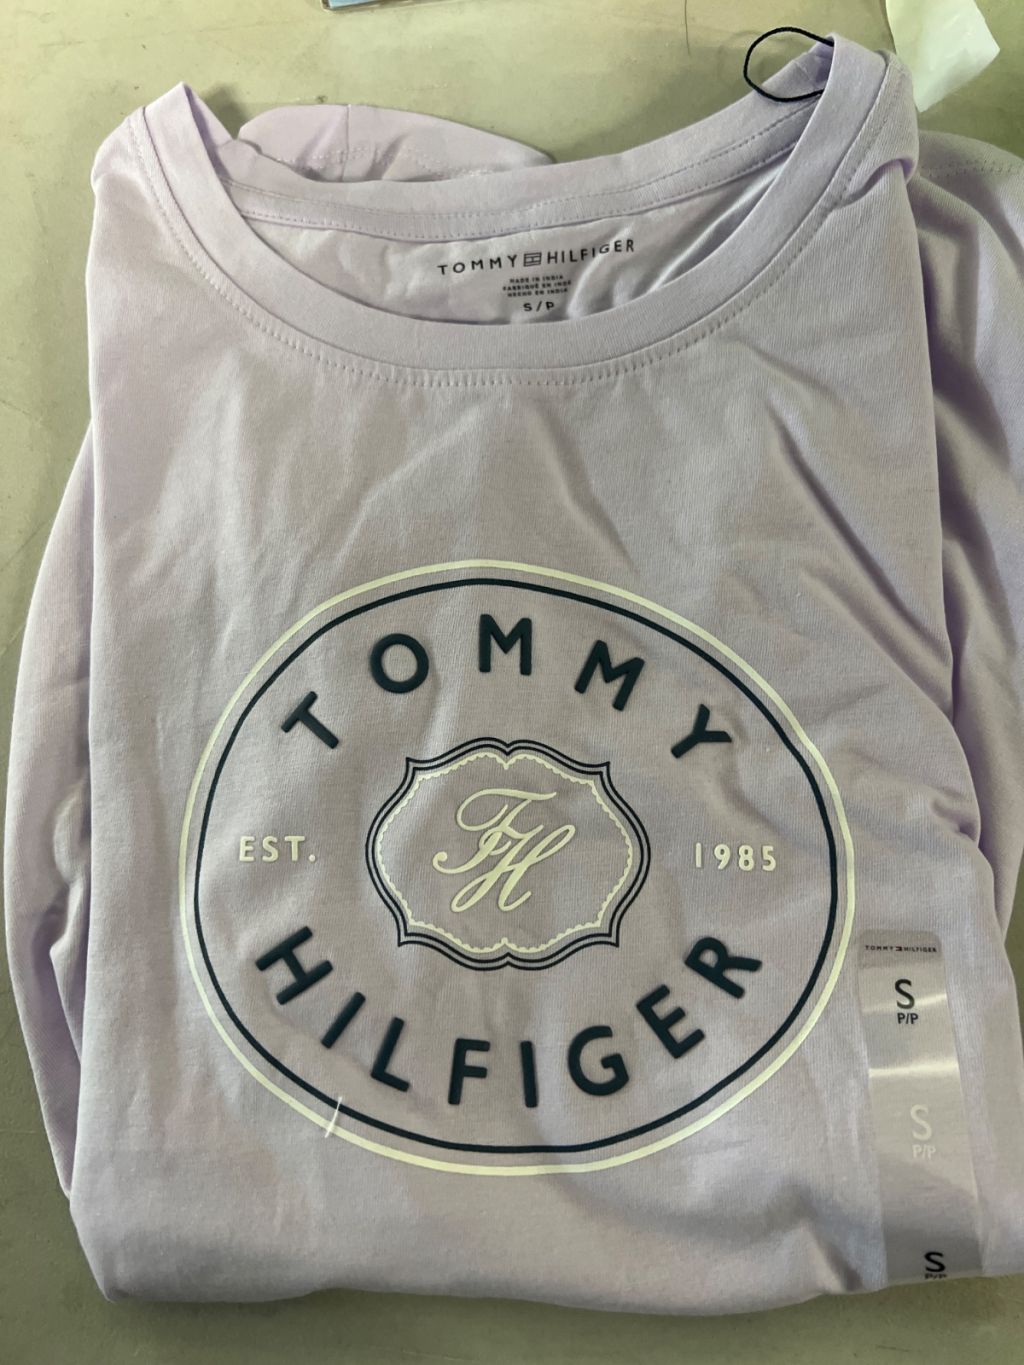 TOMMY HILFIGER
MADE IN INDIA
FABRIQUÉ EN INDE
HECHO EN INDIA
S/P
TOMMY
EST.
TH
1985
HILFIGER
TOMMY HILFIGER
S
P/P
S
P/P
S
P/P